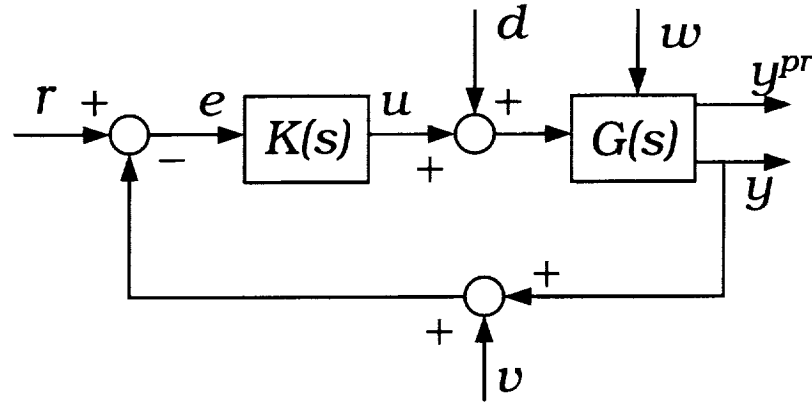 d
w
r + e K(s) u + G(s) y^{pr}
− + y
+ +
v